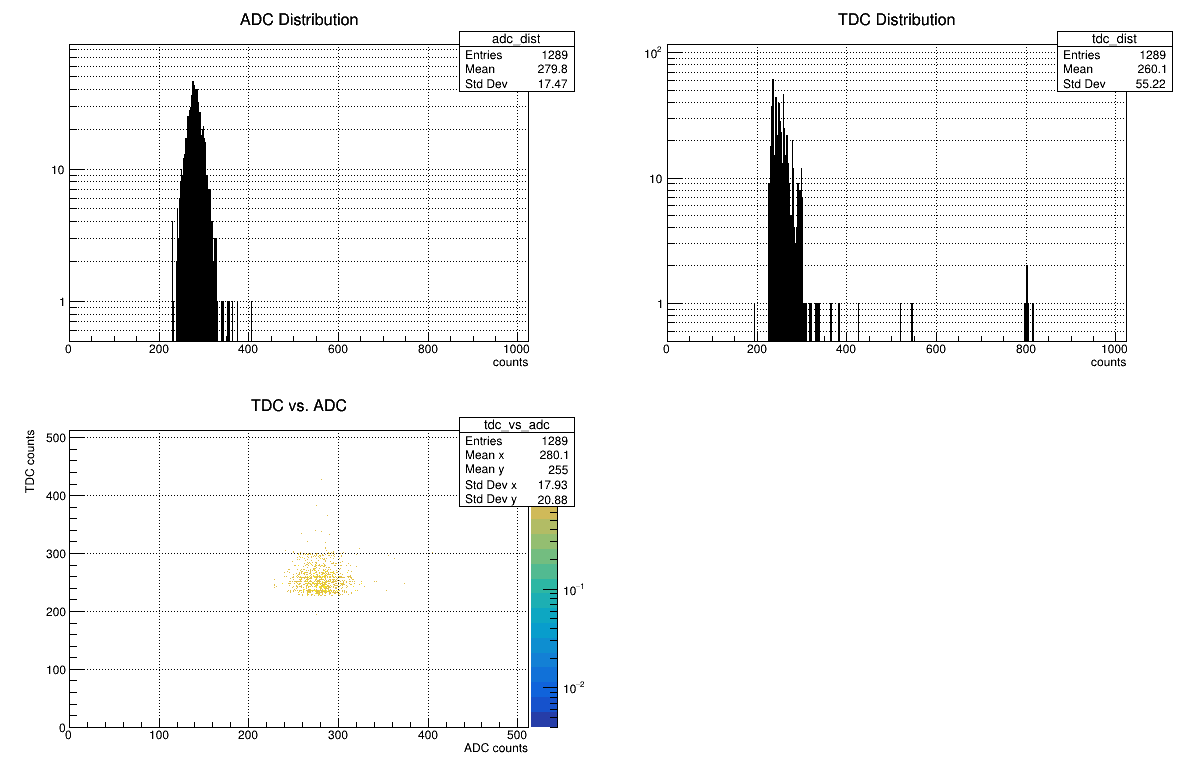 ADC Distribution
adc_dist
Entries 1289
Mean 279.8
Std Dev 17.47
10
1
0 200 400 600 800 1000
counts
TDC Distribution
tdc_dist
Entries 1289
Mean 260.1
Std Dev 55.22
10²
10
1
0 200 400 600 800 1000
counts
TDC vs. ADC
tdc_vs_adc
Entries 1289
Mean x 280.1
Mean y 255
Std Dev x 17.93
Std Dev y 20.88
TDC counts
500
400
300
200
100
0
0 100 200 300 400 500
ADC counts
10⁻¹
10⁻²